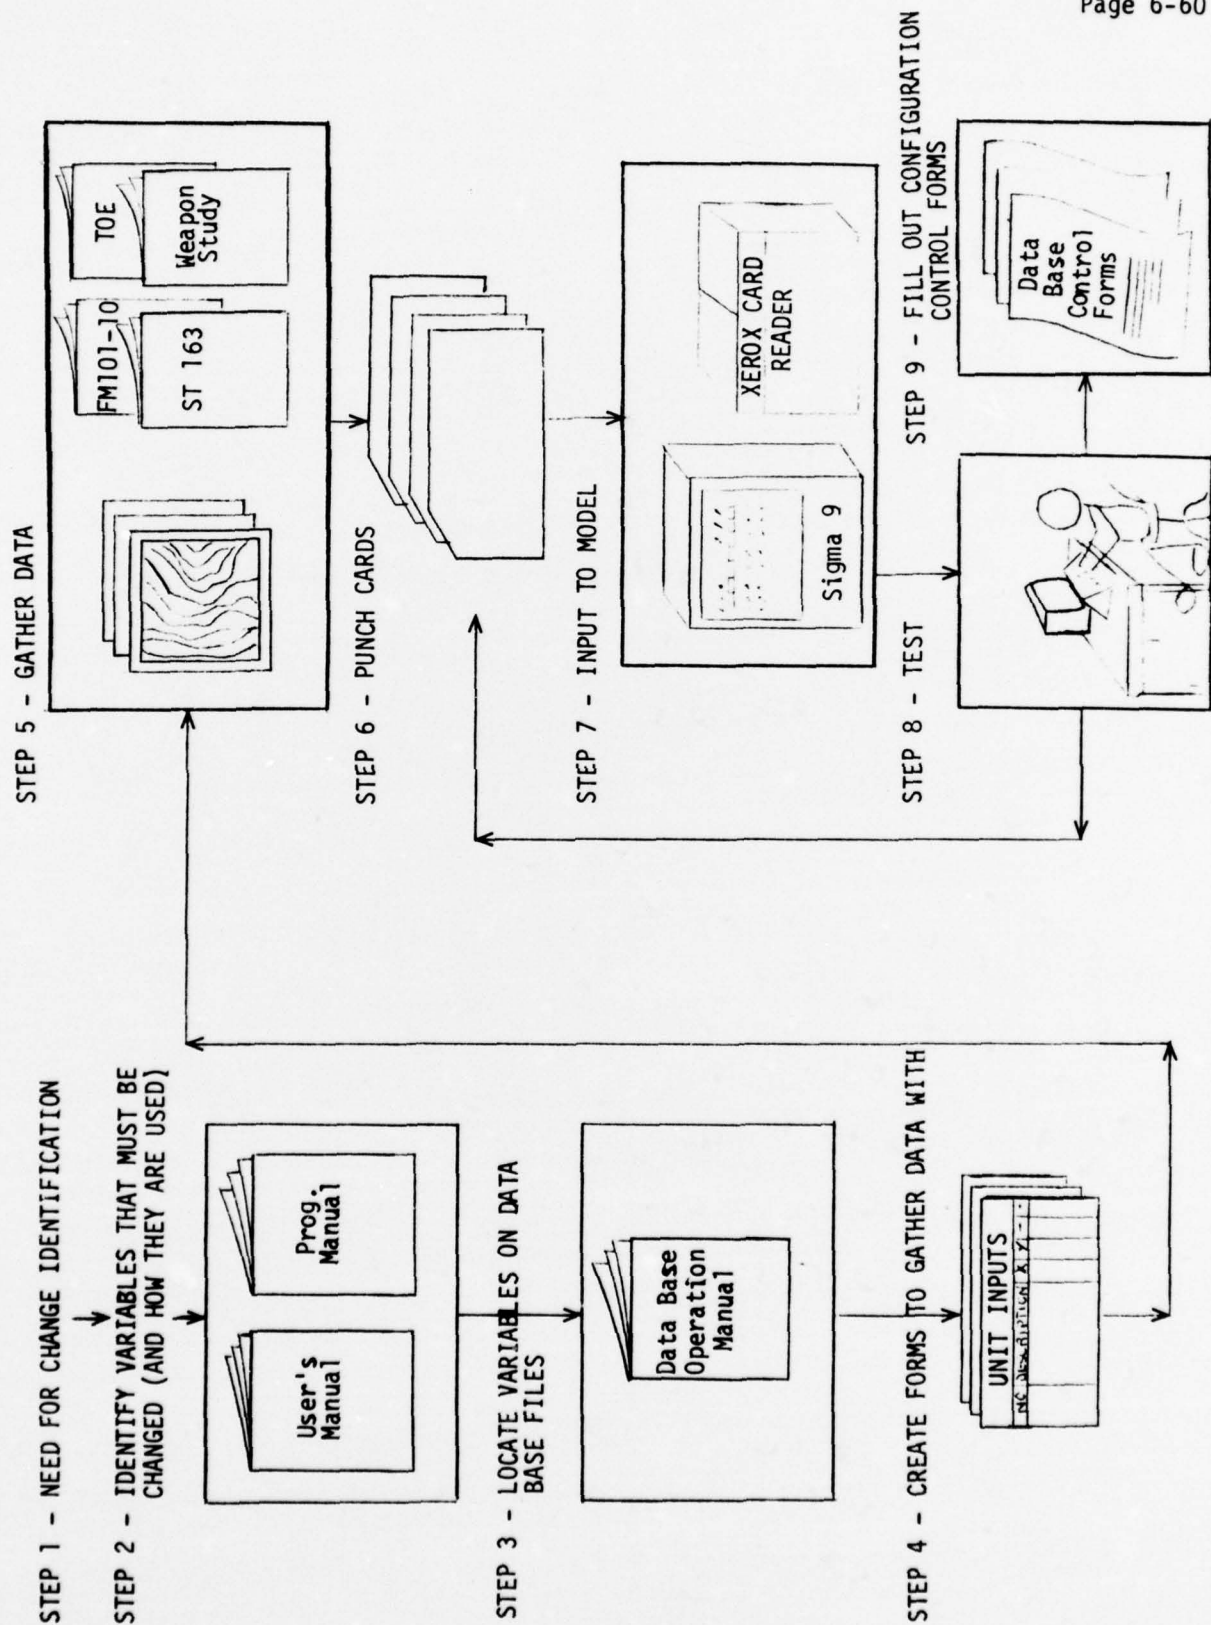 Page 6-60
STEP 1 - NEED FOR CHANGE IDENTIFICATION
STEP 2 - IDENTIFY VARIABLES THAT MUST BE
CHANGED (AND HOW THEY ARE USED)
User's
Manual
Prog.
Manual
STEP 3 - LOCATE VARIABLES ON DATA
BASE FILES
Data Base
Operation
Manual
STEP 4 - CREATE FORMS TO GATHER DATA WITH
UNIT INPUTS
DESCRIPTION X Y
STEP 5 - GATHER DATA
FM101-10
ST 163
TOE
Weapon
Study
STEP 6 - PUNCH CARDS
STEP 7 - INPUT TO MODEL
Sigma 9
XEROX CARD
READER
STEP 8 - TEST
STEP 9 - FILL OUT CONFIGURATION
CONTROL FORMS
Data
Base
Control
Forms